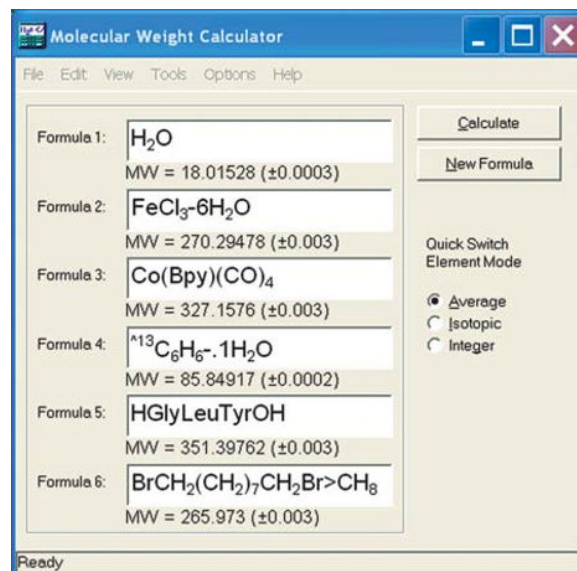 Molecular Weight Calculator
File Edit View Tools Options Help
Formula 1: H₂O
MW = 18.01528 (±0.0003)
Formula 2: FeCl₃-6H₂O
MW = 270.29478 (±0.003)
Formula 3: Co(Bpy)(CO)₄
MW = 327.1576 (±0.003)
Formula 4: ^¹³C₆H₆-.1H₂O
MW = 85.84917 (±0.0002)
Formula 5: HGlyLeuTyrOH
MW = 351.39762 (±0.003)
Formula 6: BrCH₂(CH₂)₇CH₂Br>CH₈
MW = 265.973 (±0.003)
Calculate
New Formula
Quick Switch
Element Mode
Average
Isotopic
Integer
Ready